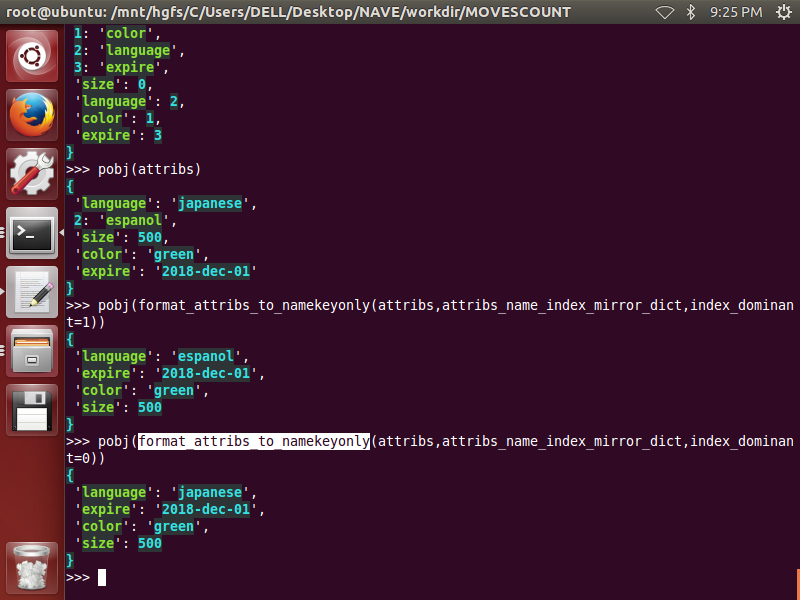 root@ubuntu: /mnt/hgfs/C/Users/DELL/Desktop/NAVE/workdir/MOVESCOUNT 9:25 PM
1: 'color',
2: 'language',
3: 'expire',
'size': 0,
'language': 2,
'color': 1,
'expire': 3
}
>>> pobj(attribs)
{
'language': 'japanese',
2: 'espanol',
'size': 500,
'color': 'green',
'expire': '2018-dec-01'
}
>>> pobj(format_attribs_to_namekeyonly(attribs,attribs_name_index_mirror_dict,index_dominan
t=1))
{
'language': 'espanol',
'expire': '2018-dec-01',
'color': 'green',
'size': 500
}
>>> pobj(format_attribs_to_namekeyonly(attribs,attribs_name_index_mirror_dict,index_dominan
t=0))
{
'language': 'japanese',
'expire': '2018-dec-01',
'color': 'green',
'size': 500
}
>>>